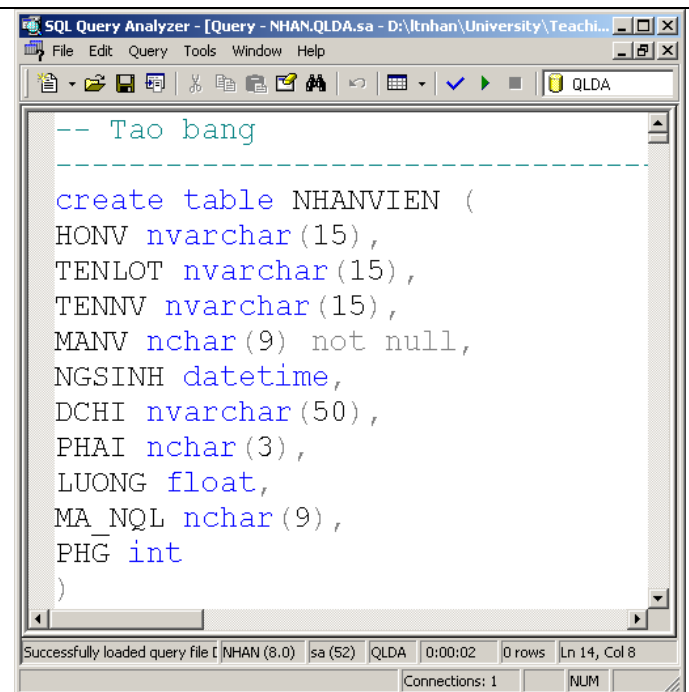 SQL Query Analyzer - [Query - NHAN.QLDA.sa - D:\ltnhan\University\Teachi...
File Edit Query Tools Window Help
QLDA
-- Tao bang
----------------------------------
create table NHANVIEN (
HONV nvarchar(15),
TENLOT nvarchar(15),
TENNV nvarchar(15),
MANV nchar(9) not null,
NGSINH datetime,
DCHI nvarchar(50),
PHAI nchar(3),
LUONG float,
MA_NQL nchar(9),
PHG int
)
Successfully loaded query file [ NHAN (8.0) sa (52) QLDA 0:00:02 0 rows Ln 14, Col 8
Connections: 1 NUM